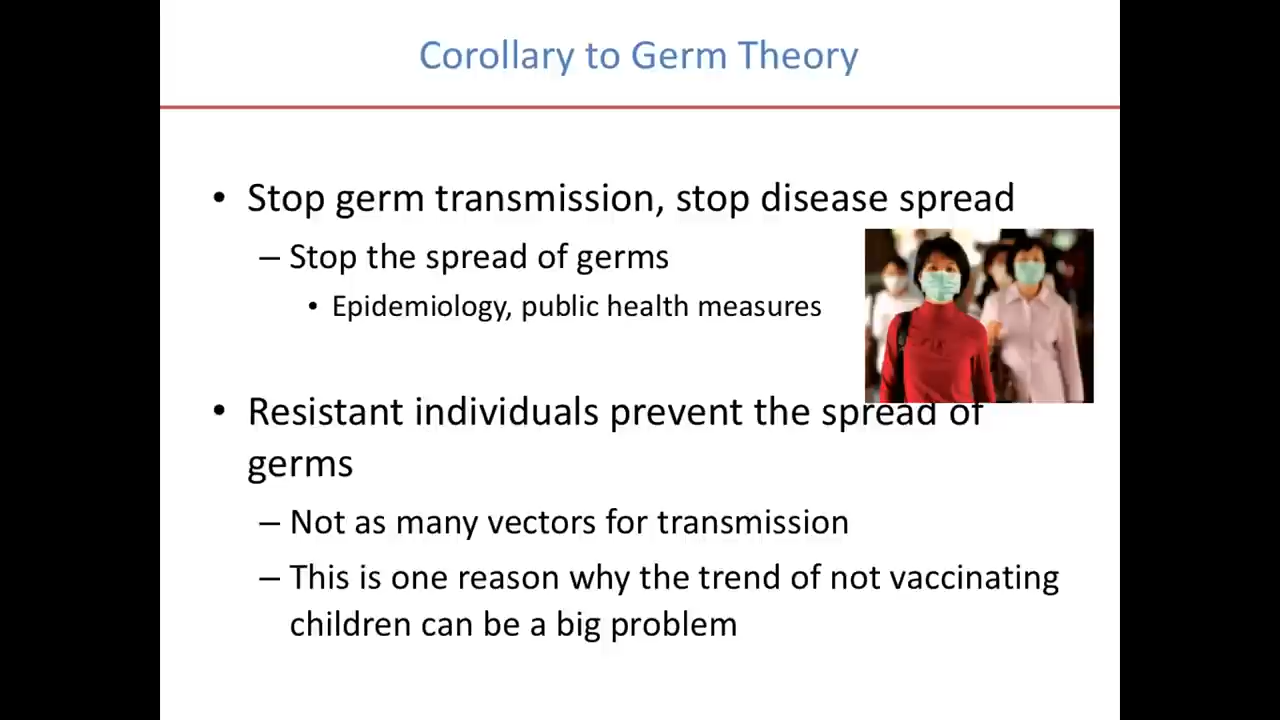 Corollary to Germ Theory
• Stop germ transmission, stop disease spread
– Stop the spread of germs
• Epidemiology, public health measures
• Resistant individuals prevent the spread of
germs
– Not as many vectors for transmission
– This is one reason why the trend of not vaccinating
children can be a big problem